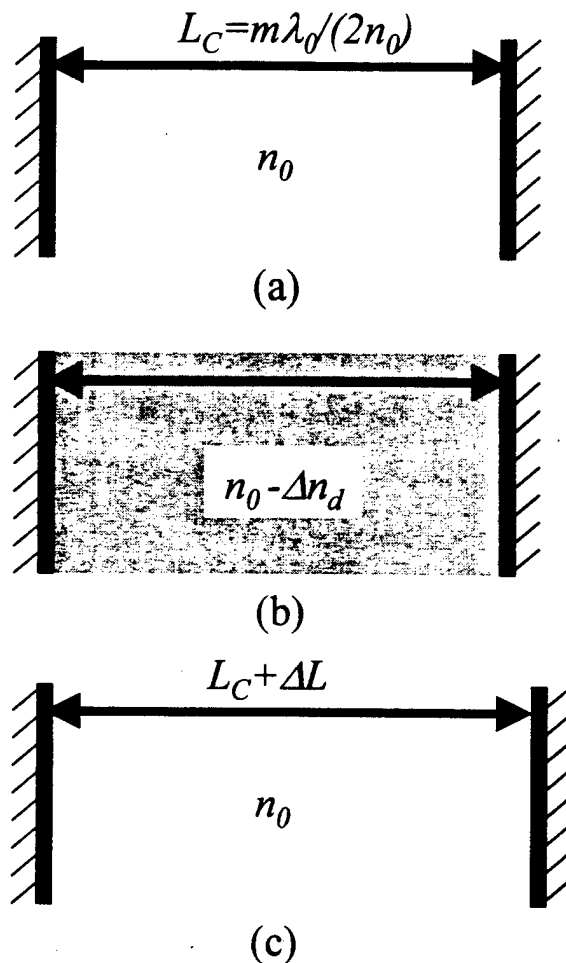 L_C=mλ_0/(2n_0)
n_0
(a)
n_0-Δn_d
(b)
L_C+ΔL
n_0
(c)